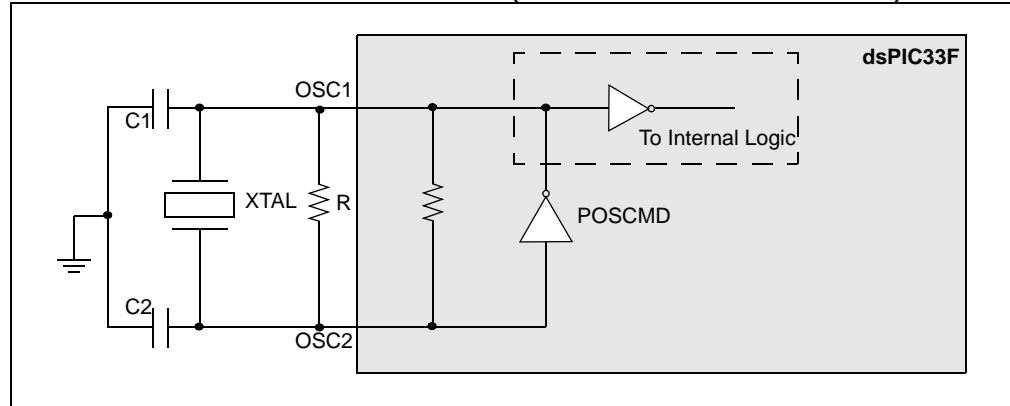 dsPIC33F
OSC1
C1
To Internal Logic
XTAL
R
POSCMD
C2
OSC2